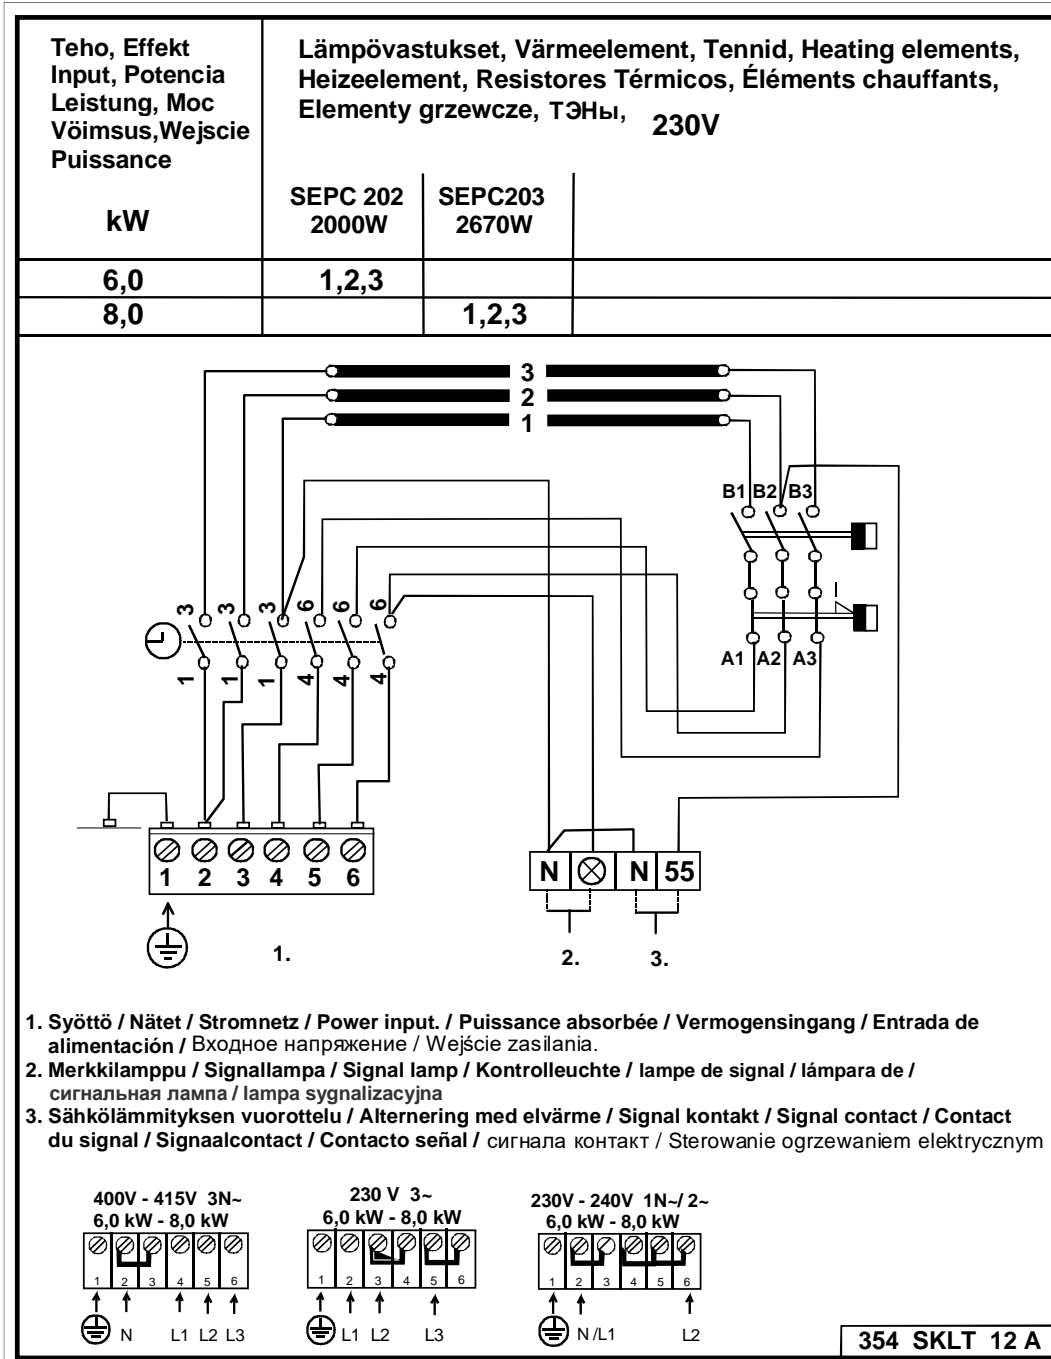 Teho, Effekt
Input, Potencia
Leistung, Moc
Vöimsus,Wejscie
Puissance
kW
Lämpövastukset, Värmeelement, Tennid, Heating elements,
Heizeelement, Resistores Térmicos, Éléments chauffants,
Elementy grzewcze, ТЭНы, 230V
SEPC 202
2000W
SEPC203
2670W
6,0 1,2,3
8,0 1,2,3
3
2
1
B1 B2 B3
3 3 3 6 6 6
1 1 1 4 4 4
A1 A2 A3
1 2 3 4 5 6
N N 55
1. 2. 3.
1. Syöttö / Nätet / Stromnetz / Power input. / Puissance absorbée / Vermogensingang / Entrada de
alimentación / Входное напряжение / Wejście zasilania.
2. Merkkilamppu / Signallampa / Signal lamp / Kontrolleuchte / lampe de signal / lámpara de /
сигнальная лампа / lampa sygnalizacyjna
3. Sähkölämmityksen vuorottelu / Alternering med elvärme / Signal kontakt / Signal contact / Contact
du signal / Signaalcontact / Contacto señal / сигнала контакт / Sterowanie ogrzewaniem elektrycznym
400V - 415V 3N~
6,0 kW - 8,0 kW
1 2 3 4 5 6
N L1 L2 L3
230 V 3~
6,0 kW - 8,0 kW
1 2 3 4 5 6
L1 L2 L3
230V - 240V 1N~/ 2~
6,0 kW - 8,0 kW
1 2 3 4 5 6
N /L1 L2
354 SKLT 12 A